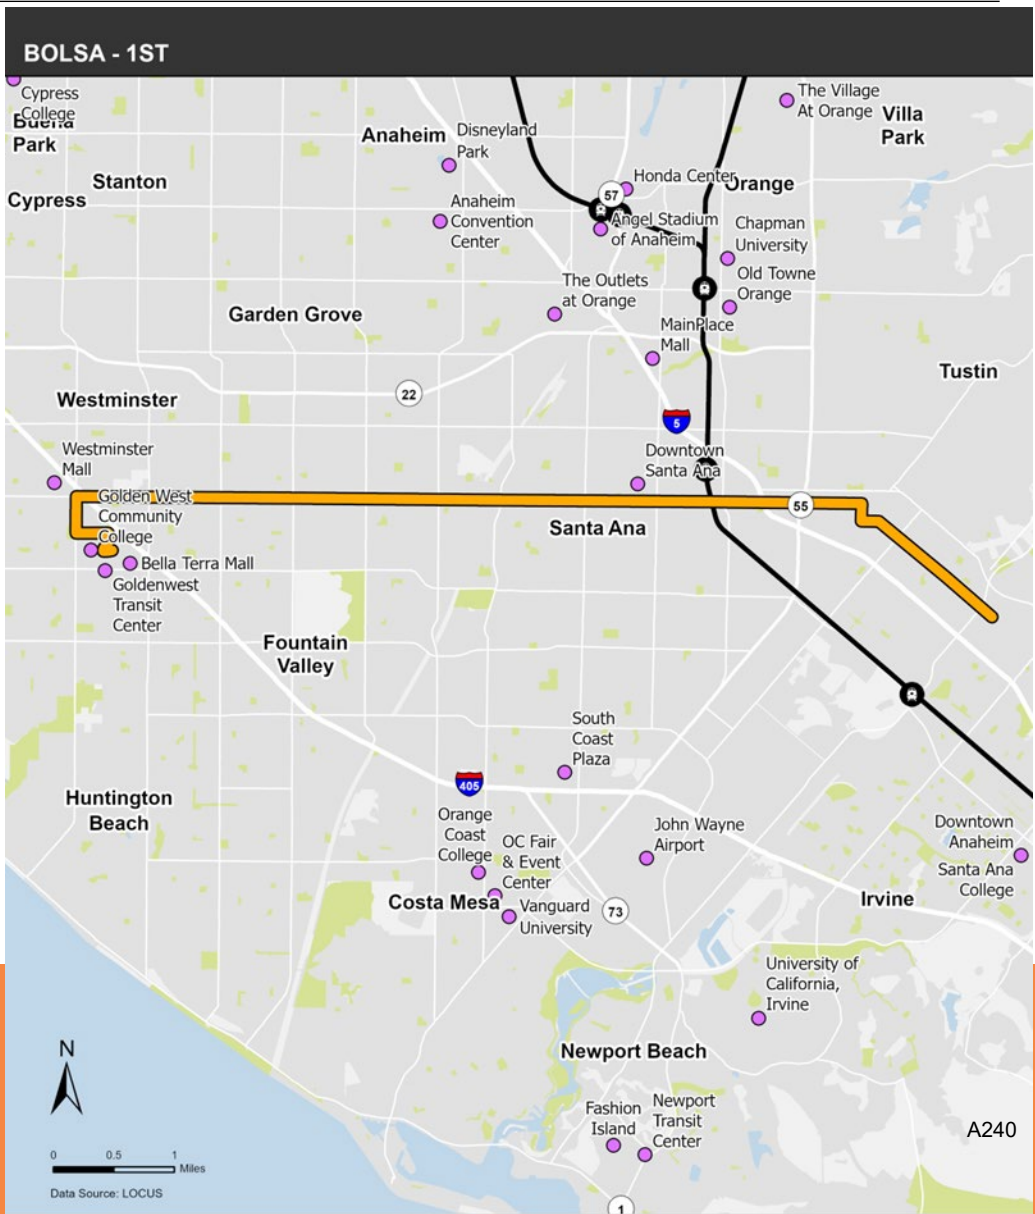 BOLSA - 1ST
Cypress
College
Buena
Park
Cypress
Stanton
Anaheim
Disneyland
Park
Anaheim
Convention
Center
The Village
At Orange
Villa
Park
Honda Center
57
Orange
Angel Stadium
of Anaheim
Chapman
University
Old Towne
Orange
The Outlets
at Orange
MainPlace
Mall
Garden Grove
Tustin
22
Westminster
5
Westminster
Mall
Downtown
Santa Ana
Golden West
Community
College
55
Santa Ana
Bella Terra Mall
Goldenwest
Transit
Center
Fountain
Valley
South
Coast
Plaza
405
Huntington
Beach
Orange
Coast
College
OC Fair
& Event
Center
John Wayne
Airport
Downtown
Anaheim
Santa Ana
College
Costa Mesa
Vanguard
University
73
Irvine
University of
California,
Irvine
Newport Beach
Fashion
Island
Newport
Transit
Center
A240
1
N
0 0.5 1
Miles
Data Source: LOCUS